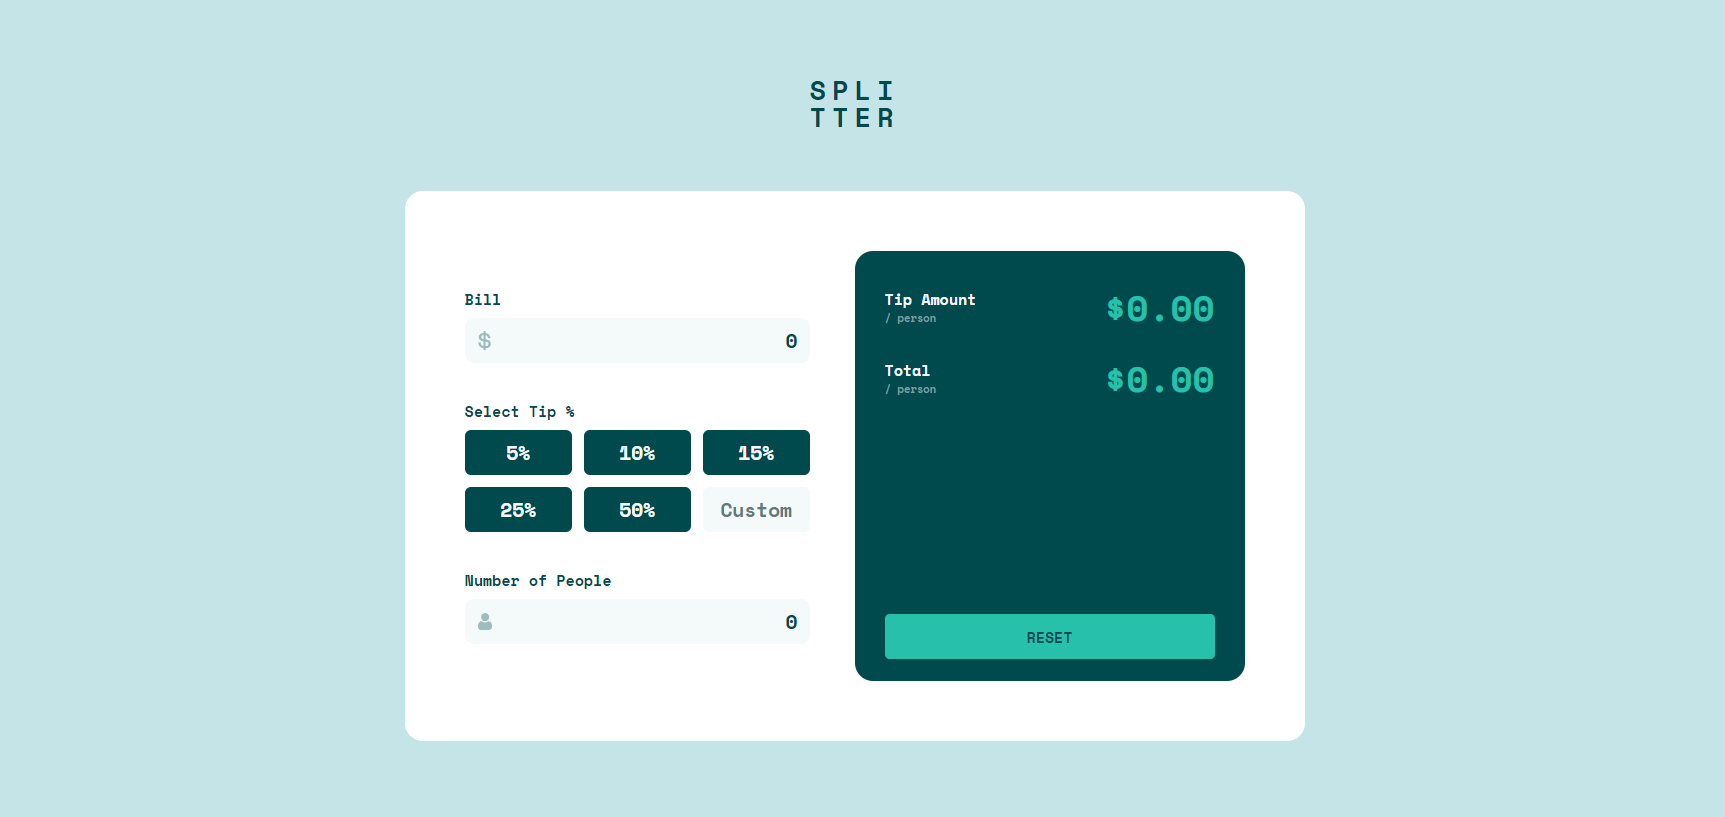 SPLI
TTER
Bill
$ 0
Select Tip %
5% 10% 15%
25% 50% Custom
Number of People
0
Tip Amount
/ person
$0.00
Total
/ person
$0.00
RESET